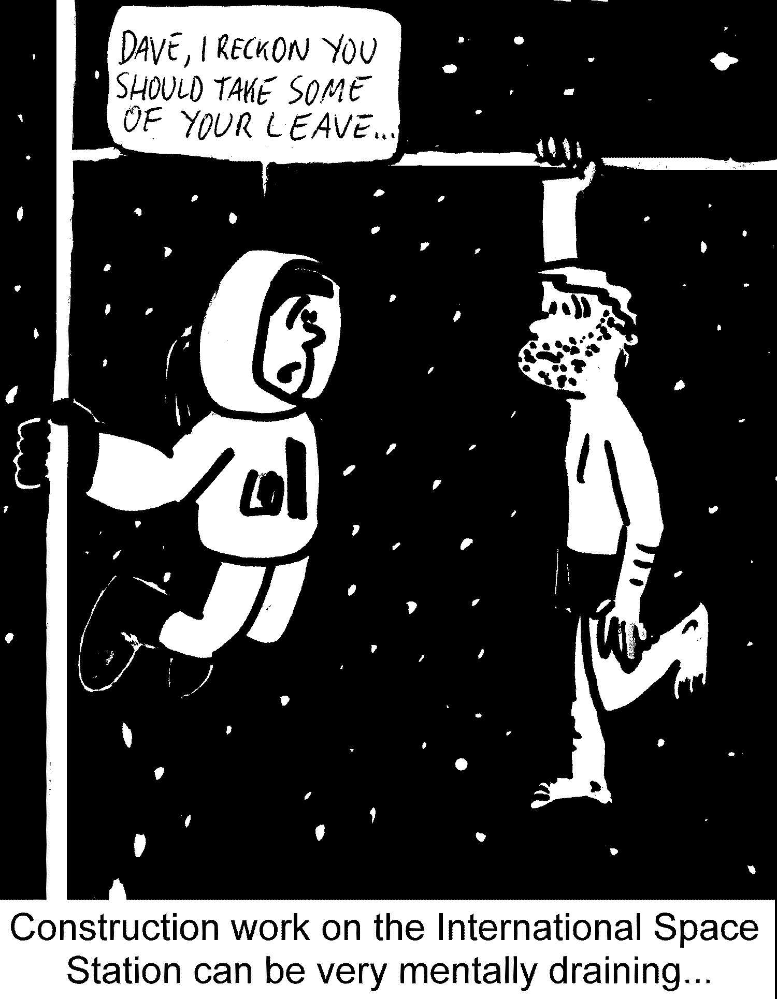 DAVE, I RECKON YOU
SHOULD TAKE SOME
OF YOUR LEAVE...
Construction work on the International Space
Station can be very mentally draining...